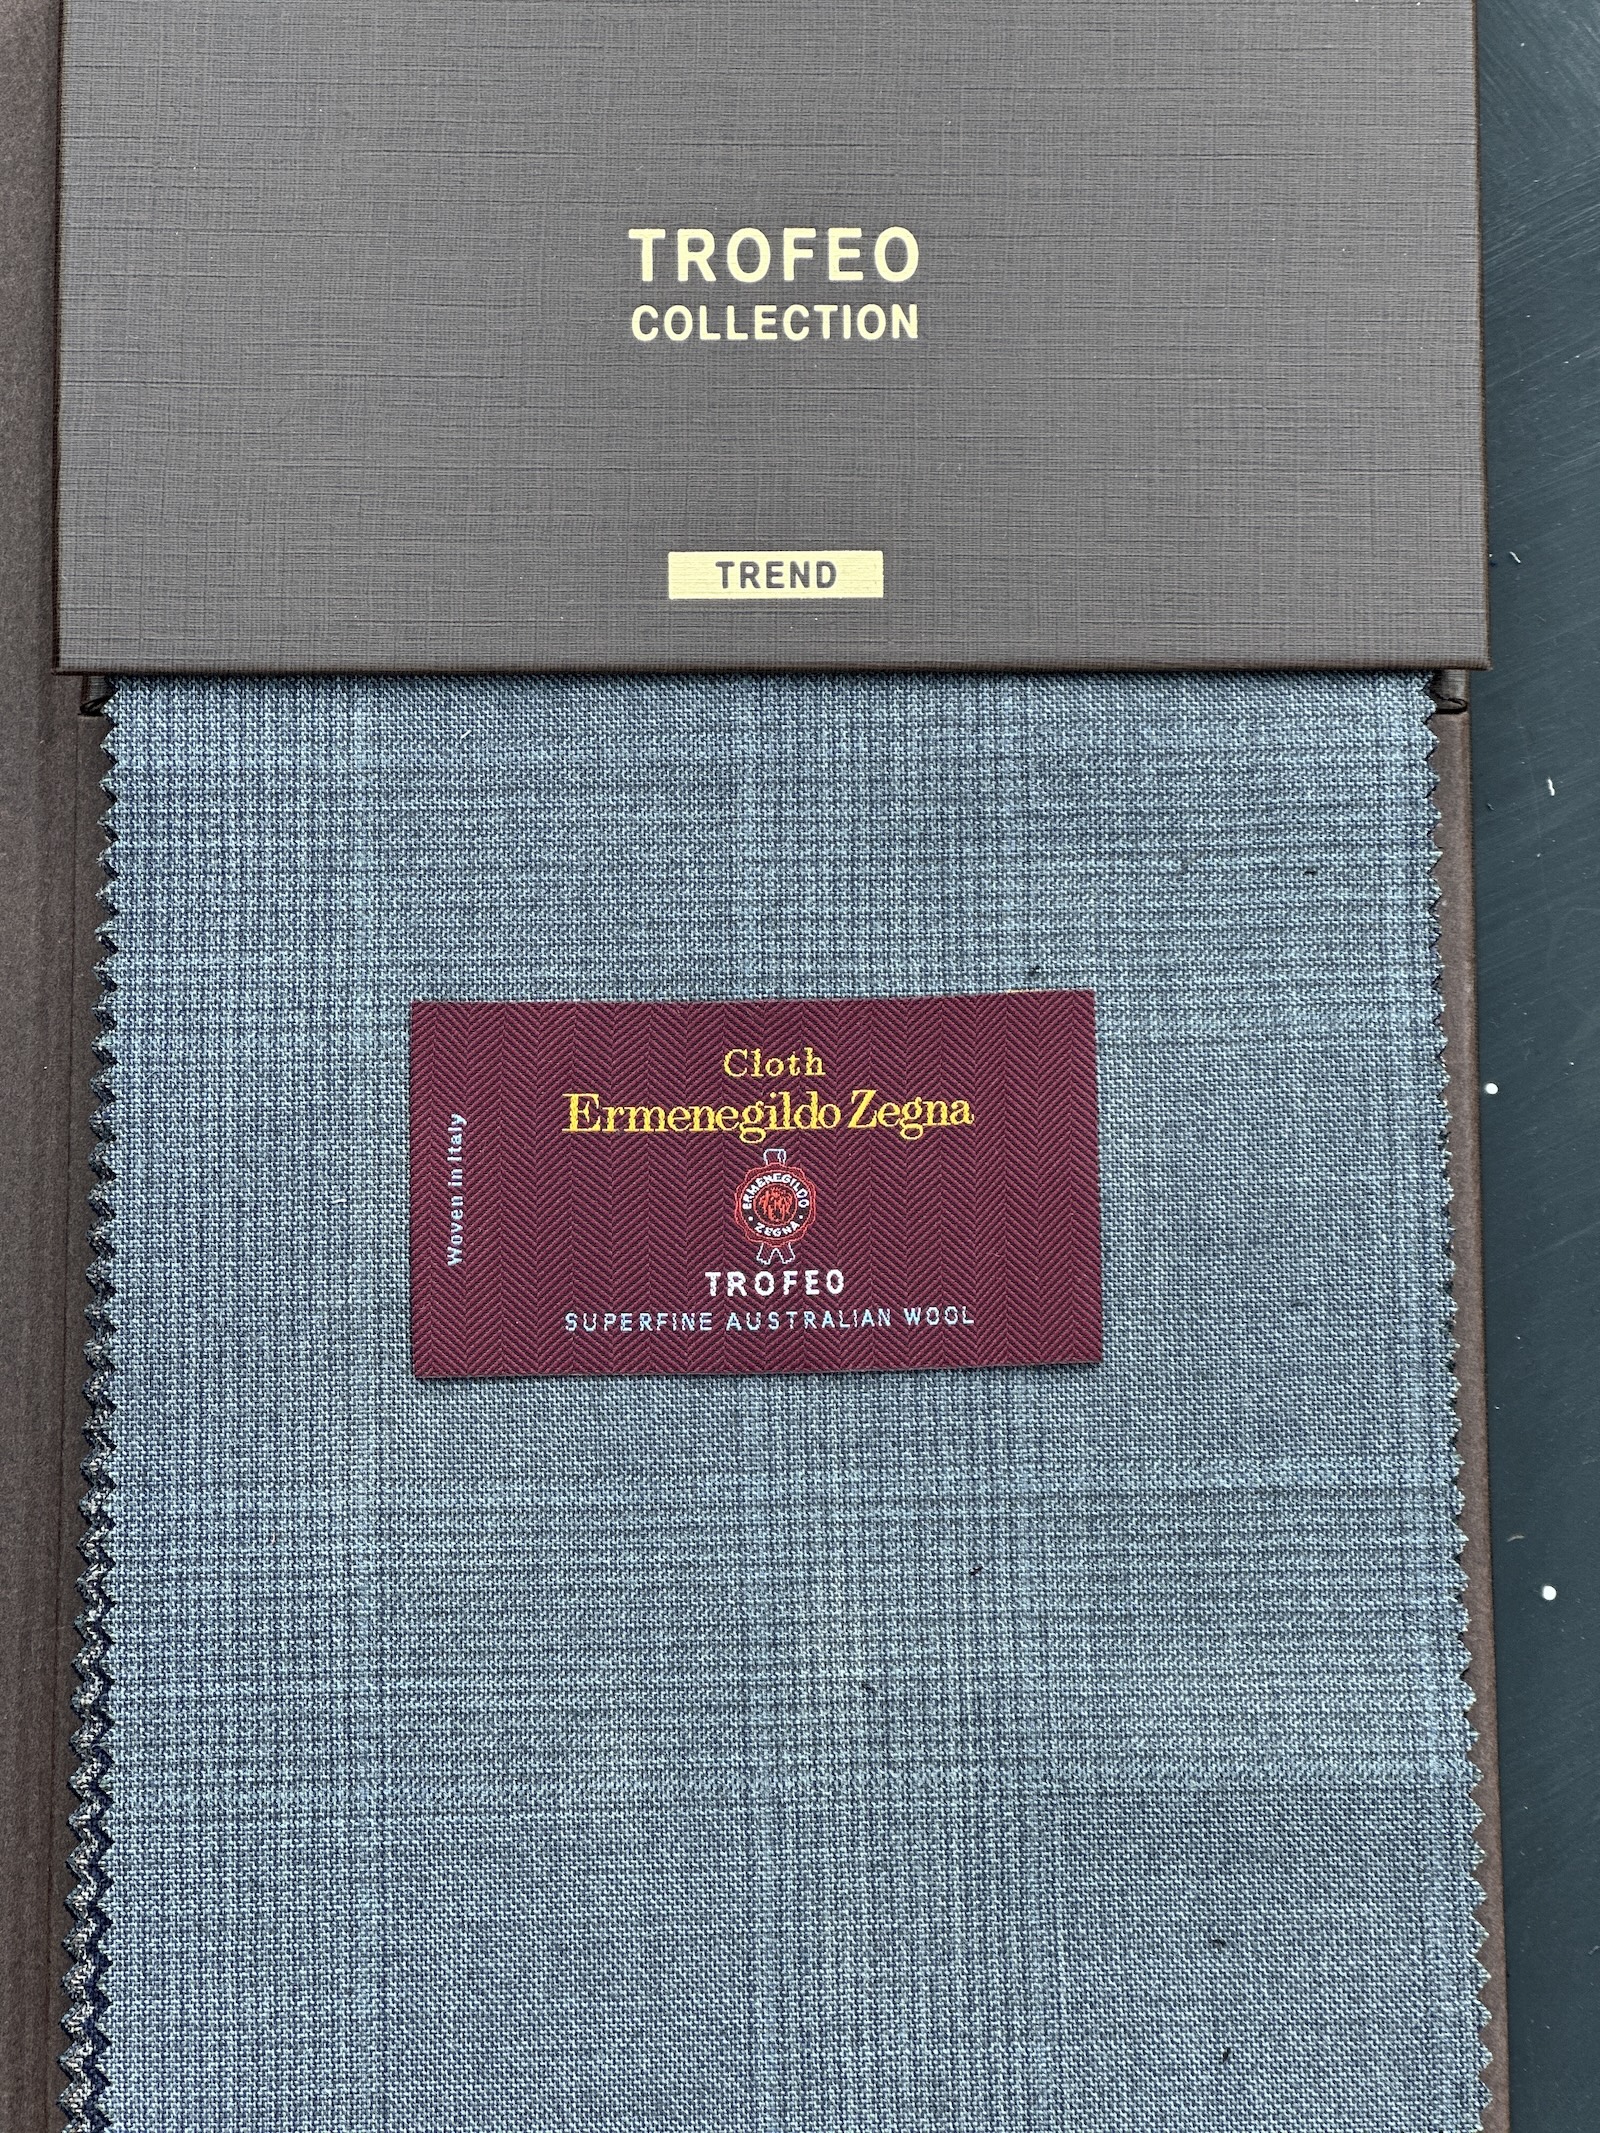 TROFEO
COLLECTION
TREND
Cloth
Ermenegildo Zegna
Woven in Italy
ERMENEGILDO
ZEGNA
TROFEO
SUPERFINE AUSTRALIAN WOOL